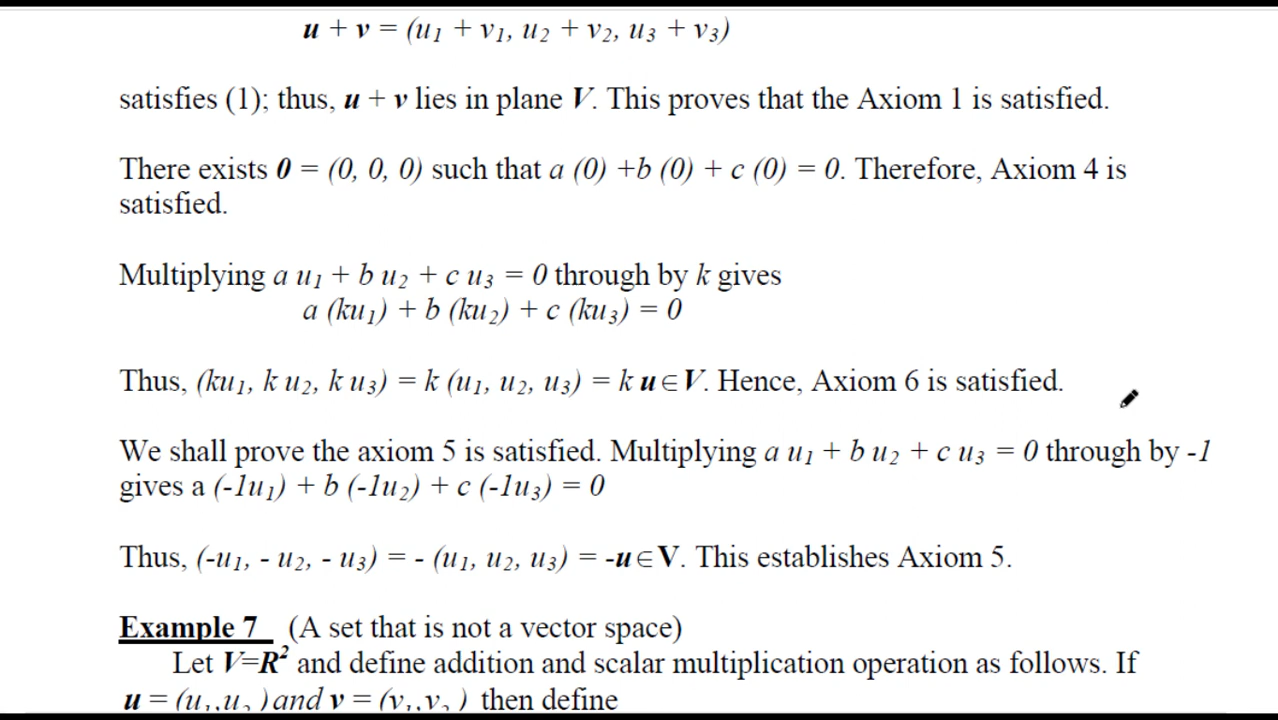 u + v = (u1 + v1, u2 + v2, u3 + v3)
satisfies (1); thus, u + v lies in plane V. This proves that the Axiom 1 is satisfied.
There exists 0 = (0, 0, 0) such that a (0) +b (0) + c (0) = 0. Therefore, Axiom 4 is
satisfied.
Multiplying a u1 + b u2 + c u3 = 0 through by k gives
a (ku1) + b (ku2) + c (ku3) = 0
Thus, (ku1, k u2, k u3) = k (u1, u2, u3) = k u∈V. Hence, Axiom 6 is satisfied.
We shall prove the axiom 5 is satisfied. Multiplying a u1 + b u2 + c u3 = 0 through by -1
gives a (-1u1) + b (-1u2) + c (-1u3) = 0
Thus, (-u1, - u2, - u3) = - (u1, u2, u3) = -u∈V. This establishes Axiom 5.
Example 7 (A set that is not a vector space)
Let V=R² and define addition and scalar multiplication operation as follows. If
u = (u1,u2 ) and v = (v1,v2 ) then define